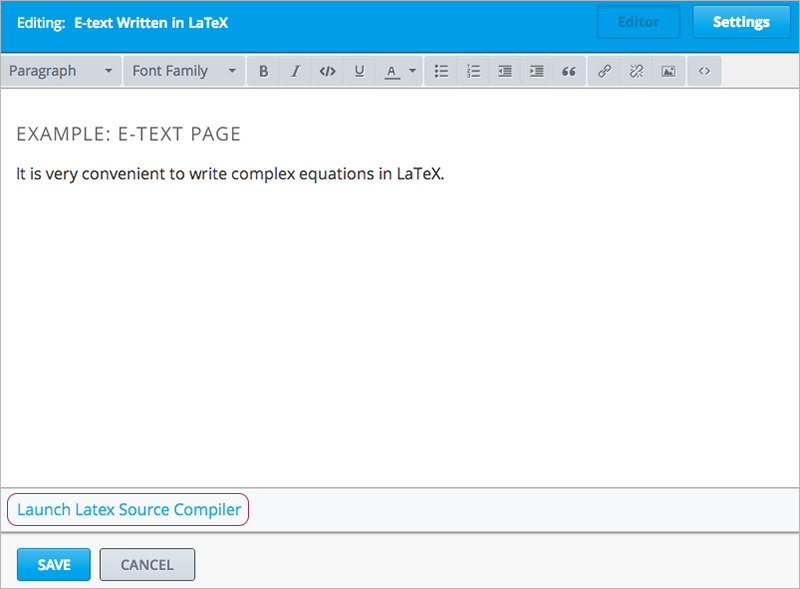 Editing: E-text Written in LaTeX
Editor
Settings
Paragraph
Font Family
B I </> U A
<>
EXAMPLE: E-TEXT PAGE
It is very convenient to write complex equations in LaTeX.
Launch Latex Source Compiler
SAVE
CANCEL